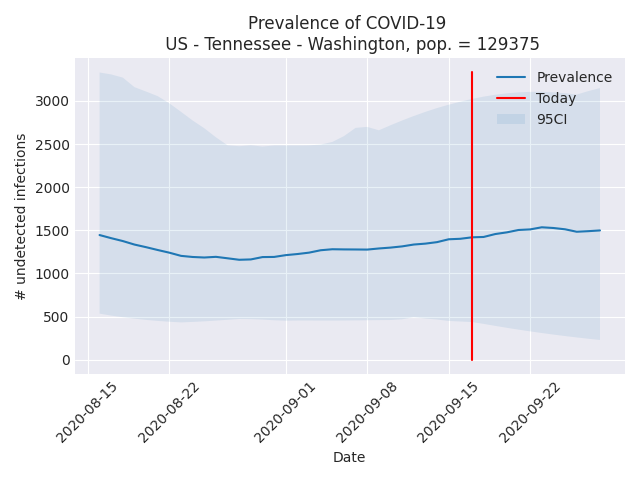 Prevalence of COVID-19
US - Tennessee - Washington, pop. = 129375
# undetected infections
3000
2500
2000
1500
1000
500
0
Prevalence
Today
95CI
2020-08-15
2020-08-22
2020-09-01
2020-09-08
2020-09-15
2020-09-22
Date